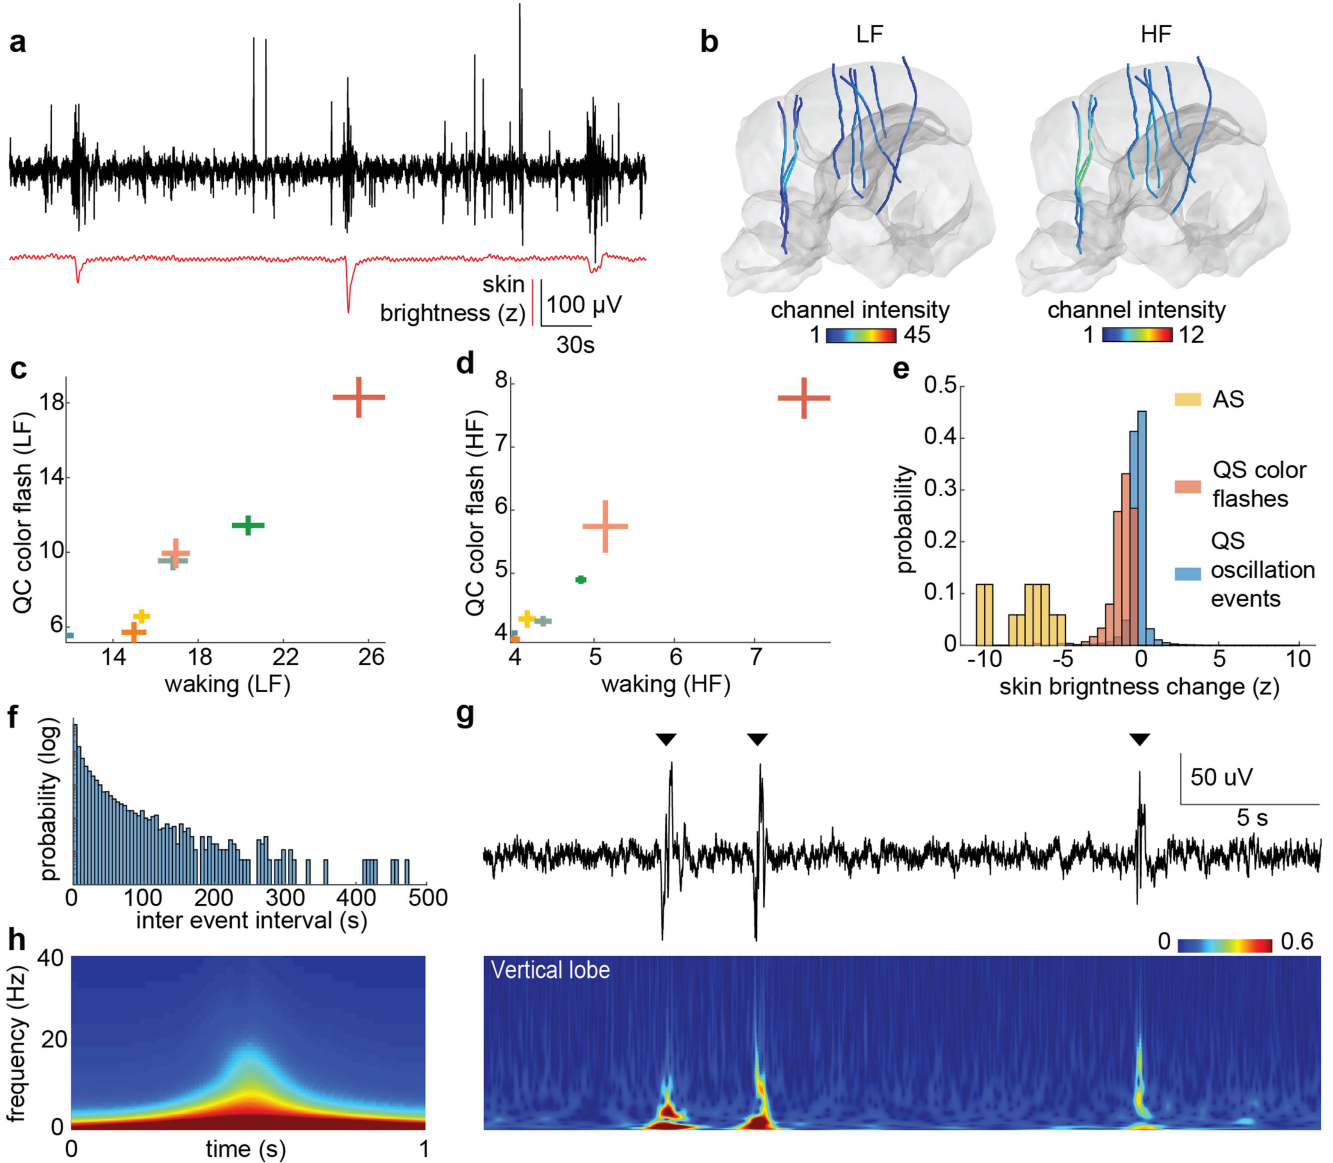 a
skin
brightness (z)
100 µV
30s
b
LF
HF
channel intensity
1 45
channel intensity
1 12
c
QC color flash (LF)
18
14
10
6
14 18 22 26
waking (LF)
d
QC color flash (HF)
8
7
6
5
4
4 5 6 7
waking (HF)
e
probability
0.5
0.4
0.3
0.2
0.1
0
-10 -5 0 5 10
skin brigntness change (z)
AS
QS color
flashes
QS
oscillation
events
f
probability (log)
0 100 200 300 400 500
inter event interval (s)
g
50 uV
5 s
0 0.6
Vertical lobe
h
frequency (Hz)
40
20
0
0 1
time (s)